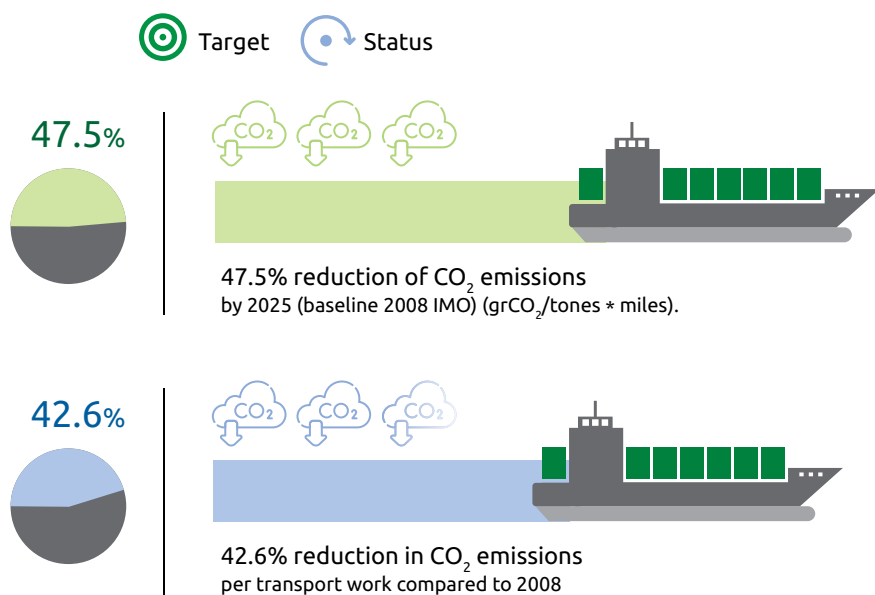 Target Status
47.5%
CO2 CO2 CO2
47.5% reduction of CO2 emissions
by 2025 (baseline 2008 IMO) (grCO2/tones * miles).
42.6%
CO2 CO2 CO2
42.6% reduction in CO2 emissions
per transport work compared to 2008